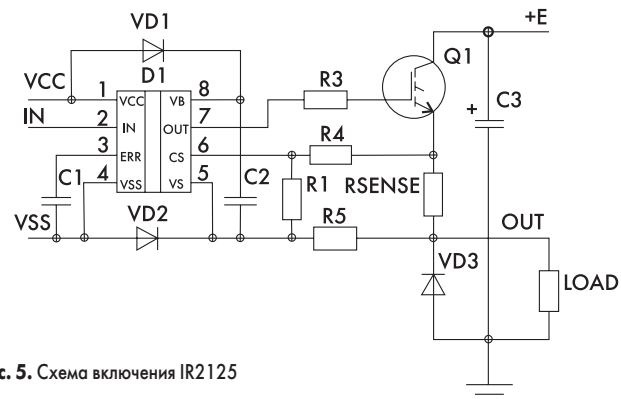 VD1
+E
D1
Q1
VCC
1 VCC VB 8
R3
C3
IN
2 IN OUT 7
+
3 ERR CS 6
R4
4 VSS VS 5
C1
C2
R1
RSENSE
VSS
VD2
R5
OUT
VD3
LOAD
с. 5. Схема включения IR2125